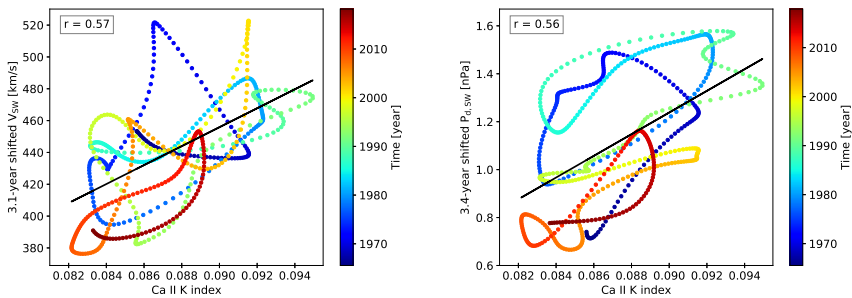 r = 0.57
3.1-year shifted V_SW [km/s]
520
500
480
460
440
420
400
380
0.082 0.084 0.086 0.088 0.090 0.092 0.094
Ca II K index
2010
2000
1990
1980
1970
Time [year]
r = 0.56
3.4-year shifted P_d,SW [nPa]
1.6
1.4
1.2
1.0
0.8
0.6
0.082 0.084 0.086 0.088 0.090 0.092 0.094
Ca II K index
2010
2000
1990
1980
1970
Time [year]